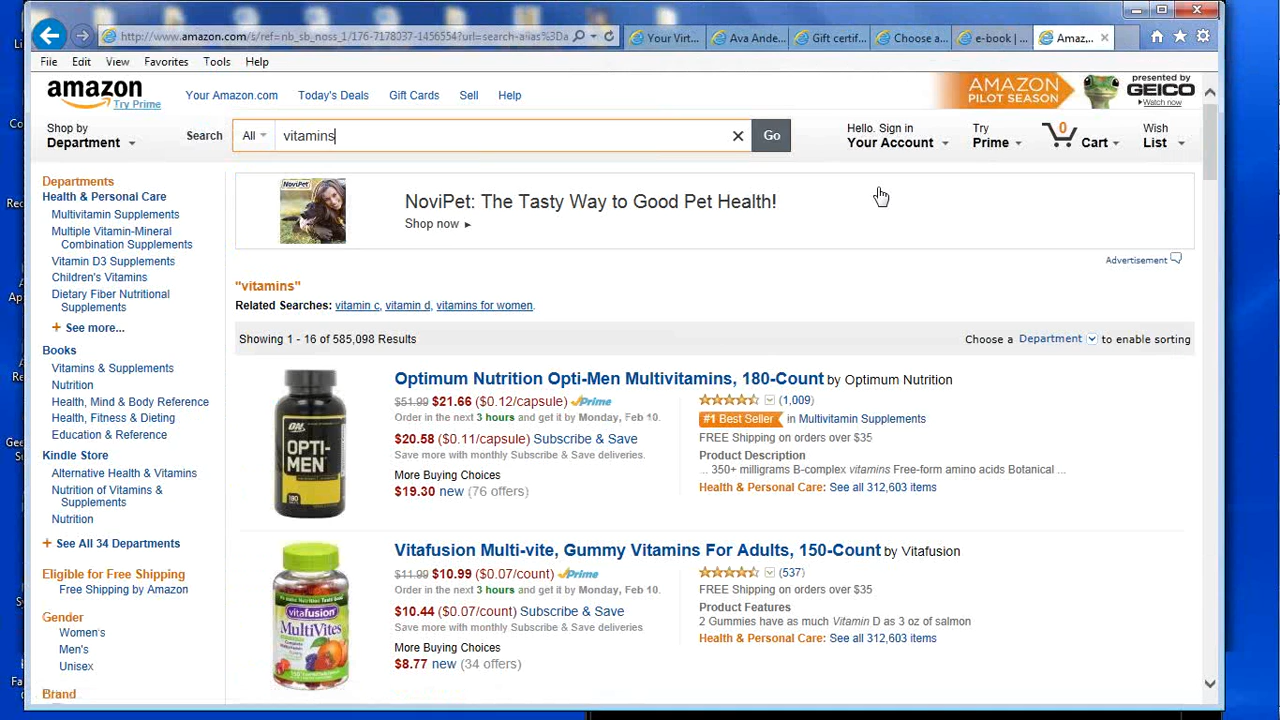 http://www.amazon.com/s/ref=nb_sb_noss_1/176-7178037-1456554?url=search-alias%3Da
Your Virt...
Ava Ande...
Gift certif...
Choose a...
e-book | ...
Amaz...
File Edit View Favorites Tools Help
amazon
Try Prime
Your Amazon.com Today's Deals Gift Cards Sell Help
AMAZON PILOT SEASON
presented by
GEICO
Watch now
Shop by
Department
Search All vitamins Go
Hello. Sign in
Your Account
Try
Prime
0
Cart
Wish
List
Departments
Health & Personal Care
Multivitamin Supplements
Multiple Vitamin-Mineral
Combination Supplements
Vitamin D3 Supplements
Children's Vitamins
Dietary Fiber Nutritional
Supplements
+ See more...
Books
Vitamins & Supplements
Nutrition
Health, Mind & Body Reference
Health, Fitness & Dieting
Education & Reference
Kindle Store
Alternative Health & Vitamins
Nutrition of Vitamins &
Supplements
Nutrition
+ See All 34 Departments
Eligible for Free Shipping
Free Shipping by Amazon
Gender
Women's
Men's
Unisex
Brand
NoviPet
NoviPet: The Tasty Way to Good Pet Health!
Shop now
Advertisement
"vitamins"
Related Searches: vitamin c, vitamin d, vitamins for women.
Showing 1 - 16 of 585,098 Results
Choose a Department to enable sorting
ON
OPTI-
MEN
180
Optimum Nutrition Opti-Men Multivitamins, 180-Count by Optimum Nutrition
$51.99 $21.66 ($0.12/capsule) Prime
Order in the next 3 hours and get it by Monday, Feb 10.
$20.58 ($0.11/capsule) Subscribe & Save
Save more with monthly Subscribe & Save deliveries.
More Buying Choices
$19.30 new (76 offers)
(1,009)
#1 Best Seller in Multivitamin Supplements
FREE Shipping on orders over $35
Product Description
... 350+ milligrams B-complex vitamins Free-form amino acids Botanical ...
Health & Personal Care: See all 312,603 items
vitafusion
MultiVites
Vitafusion Multi-vite, Gummy Vitamins For Adults, 150-Count by Vitafusion
$11.99 $10.99 ($0.07/count) Prime
Order in the next 3 hours and get it by Monday, Feb 10.
$10.44 ($0.07/count) Subscribe & Save
Save more with monthly Subscribe & Save deliveries
More Buying Choices
$8.77 new (34 offers)
(537)
FREE Shipping on orders over $35
Product Features
2 Gummies have as much Vitamin D as 3 oz of salmon
Health & Personal Care: See all 312,603 items